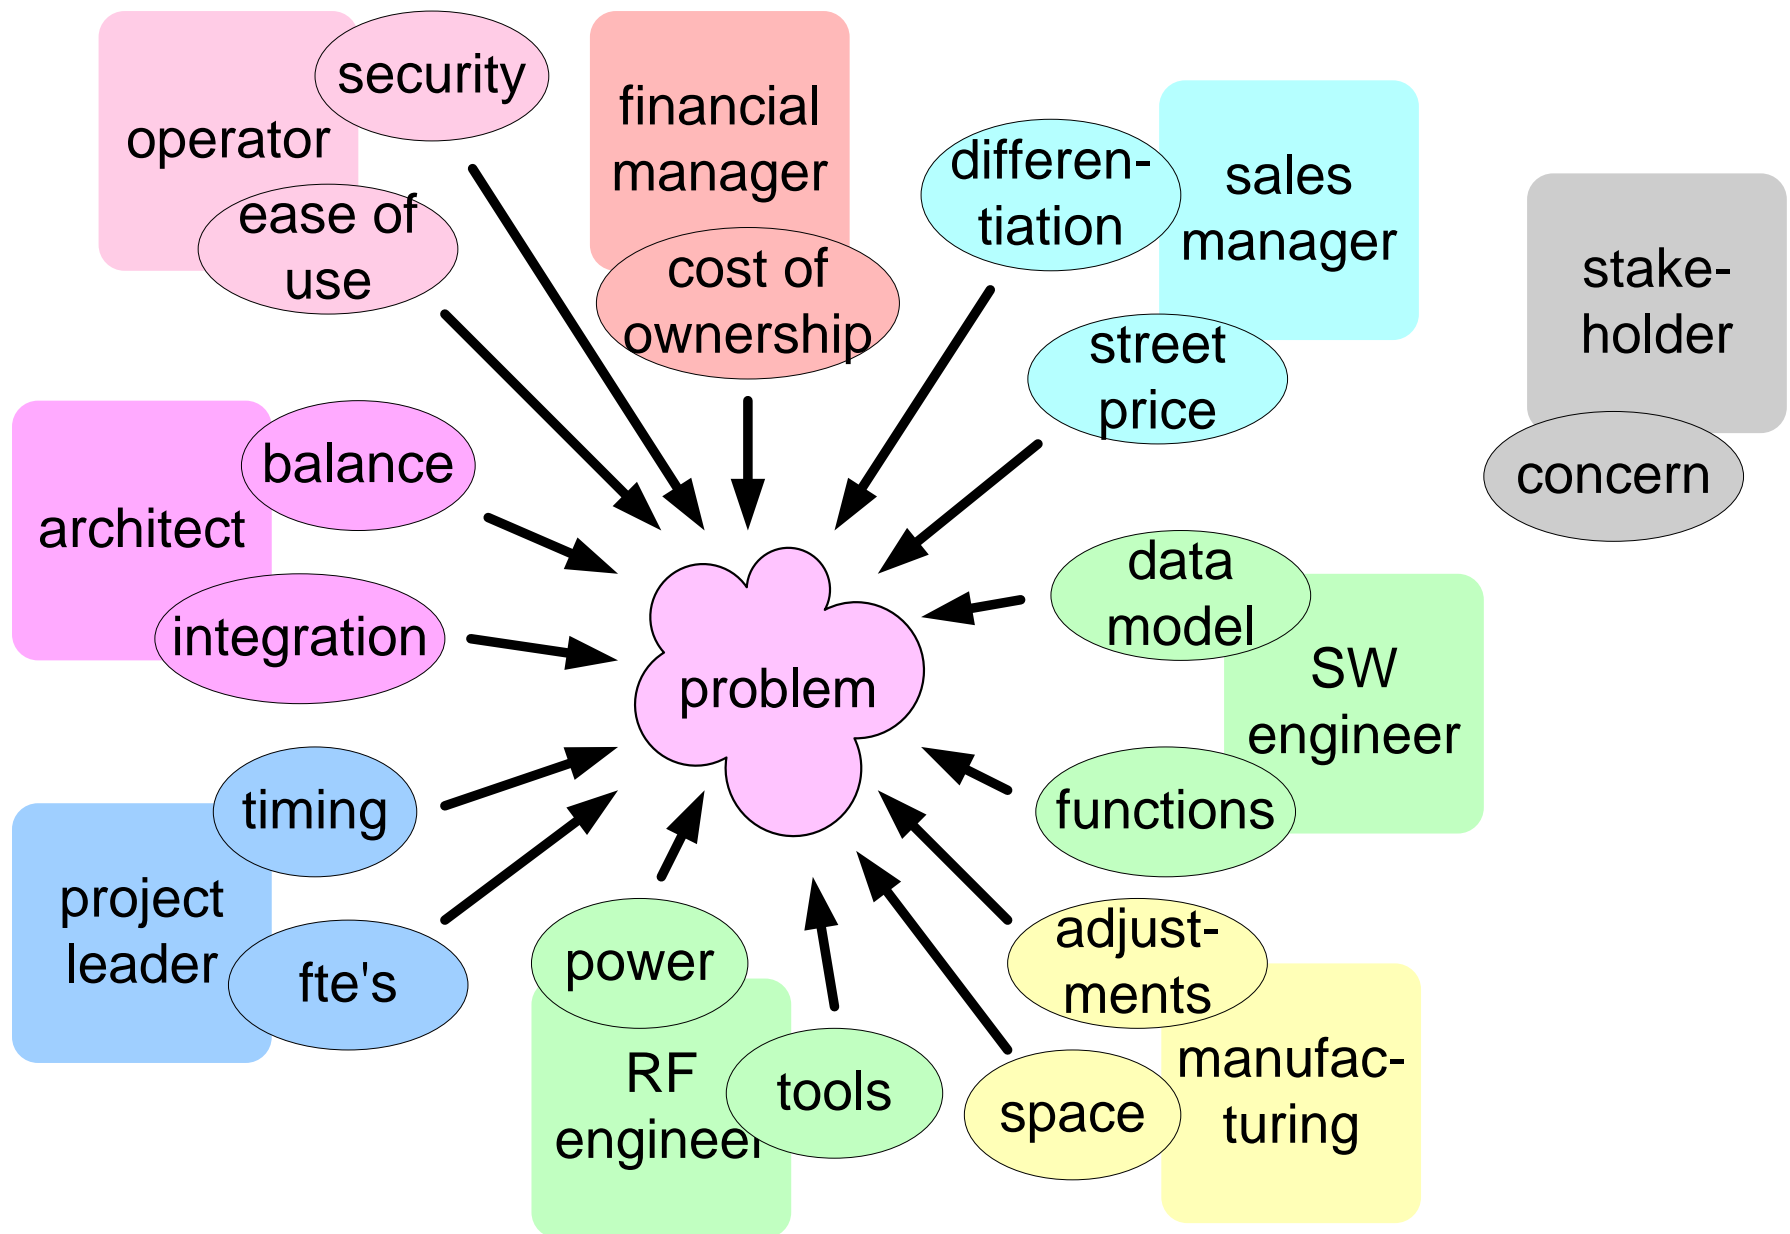 security
operator
ease of
use
financial
manager
cost of
ownership
differen-
tiation
sales
manager
street
price
stake-
holder
concern
balance
architect
integration
data
model
SW
engineer
functions
problem
timing
project
leader
fte's
power
RF
engineer
tools
adjust-
ments
space
manufac-
turing